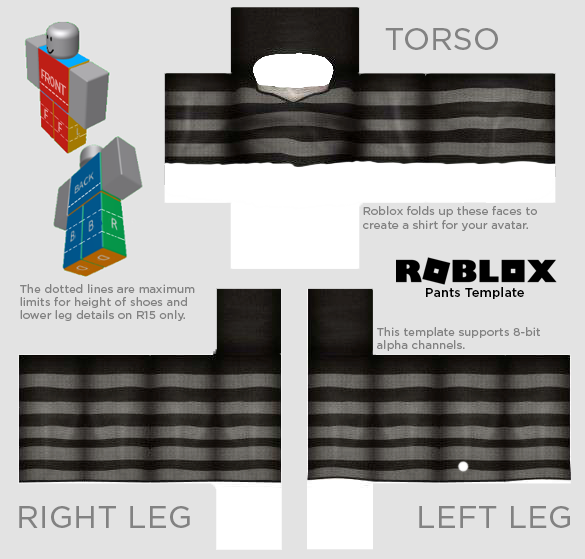 TORSO
FRONT
F
F
L
BACK
B
B
R
Roblox folds up these faces to
create a shirt for your avatar.
ROBLOX
Pants Template
The dotted lines are maximum
limits for height of shoes and
lower leg details on R15 only.
This template supports 8-bit
alpha channels.
RIGHT LEG
LEFT LEG